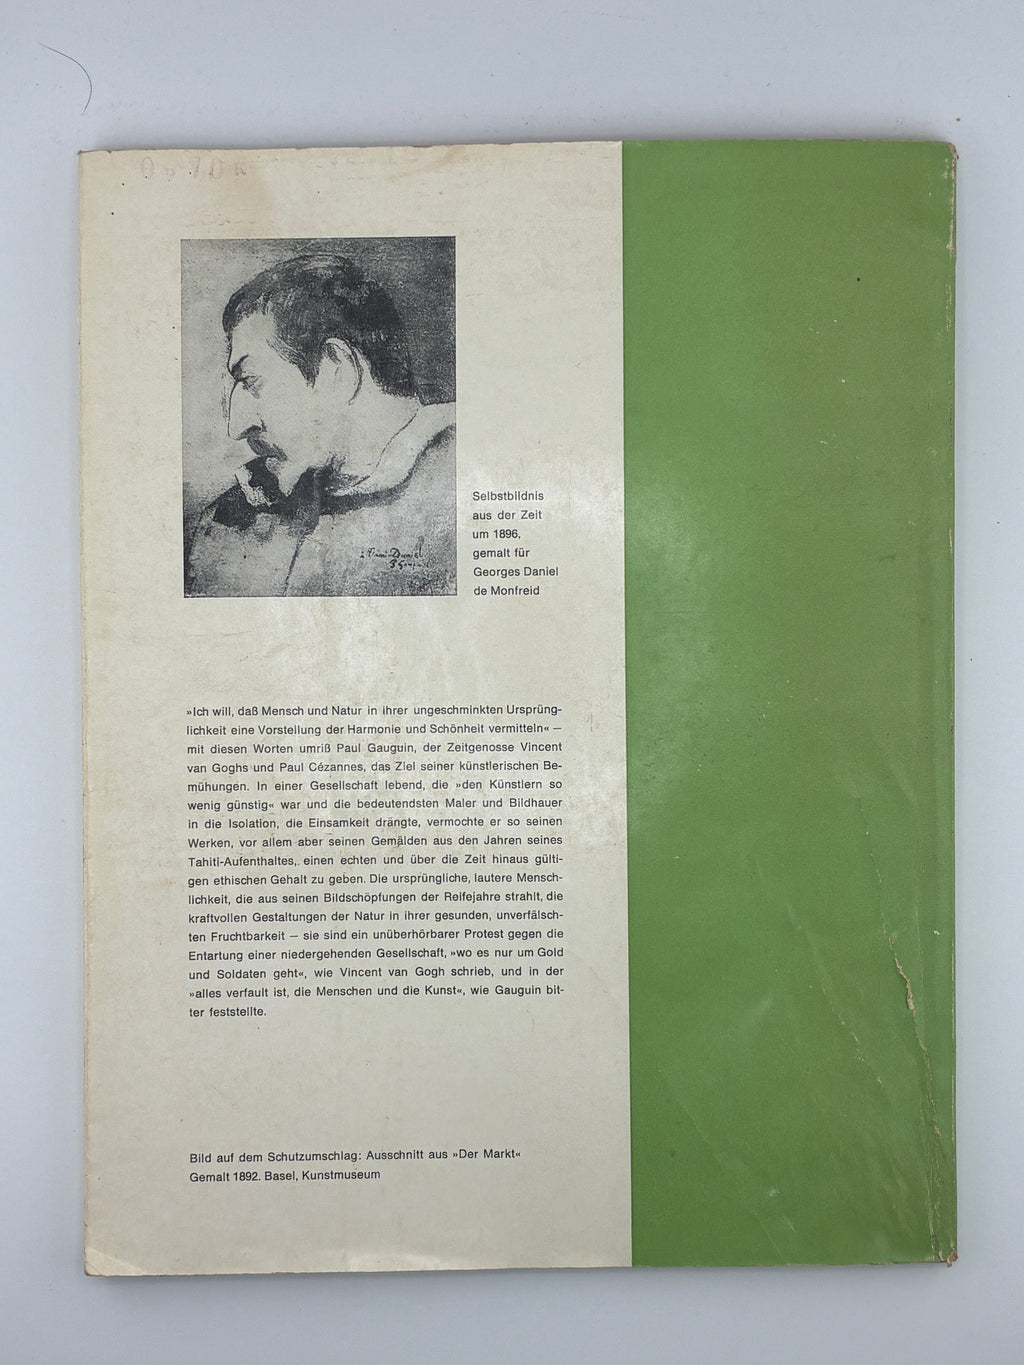 à l'ami Daniel
P. Gauguin
Selbstbildnis
aus der Zeit
um 1896,
gemalt für
Georges Daniel
de Monfreid
»Ich will, daß Mensch und Natur in ihrer ungeschminkten Ursprüng-
lichkeit eine Vorstellung der Harmonie und Schönheit vermitteln« —
mit diesen Worten umriß Paul Gauguin, der Zeitgenosse Vincent
van Goghs und Paul Cézannes, das Ziel seiner künstlerischen Be-
mühungen. In einer Gesellschaft lebend, die »den Künstlern so
wenig günstig« war und die bedeutendsten Maler und Bildhauer
in die Isolation, die Einsamkeit drängte, vermochte er so seinen
Werken, vor allem aber seinen Gemälden aus den Jahren seines
Tahiti-Aufenthaltes, einen echten und über die Zeit hinaus gülti-
gen ethischen Gehalt zu geben. Die ursprüngliche, lautere Mensch-
lichkeit, die aus seinen Bildschöpfungen der Reifejahre strahlt, die
kraftvollen Gestaltungen der Natur in ihrer gesunden, unverfälsch-
ten Fruchtbarkeit — sie sind ein unüberhörbarer Protest gegen die
Entartung einer niedergehenden Gesellschaft, »wo es nur um Gold
und Soldaten geht«, wie Vincent van Gogh schrieb, und in der
»alles verfault ist, die Menschen und die Kunst«, wie Gauguin bit-
ter feststellte.
Bild auf dem Schutzumschlag: Ausschnitt aus »Der Markt«
Gemalt 1892. Basel, Kunstmuseum